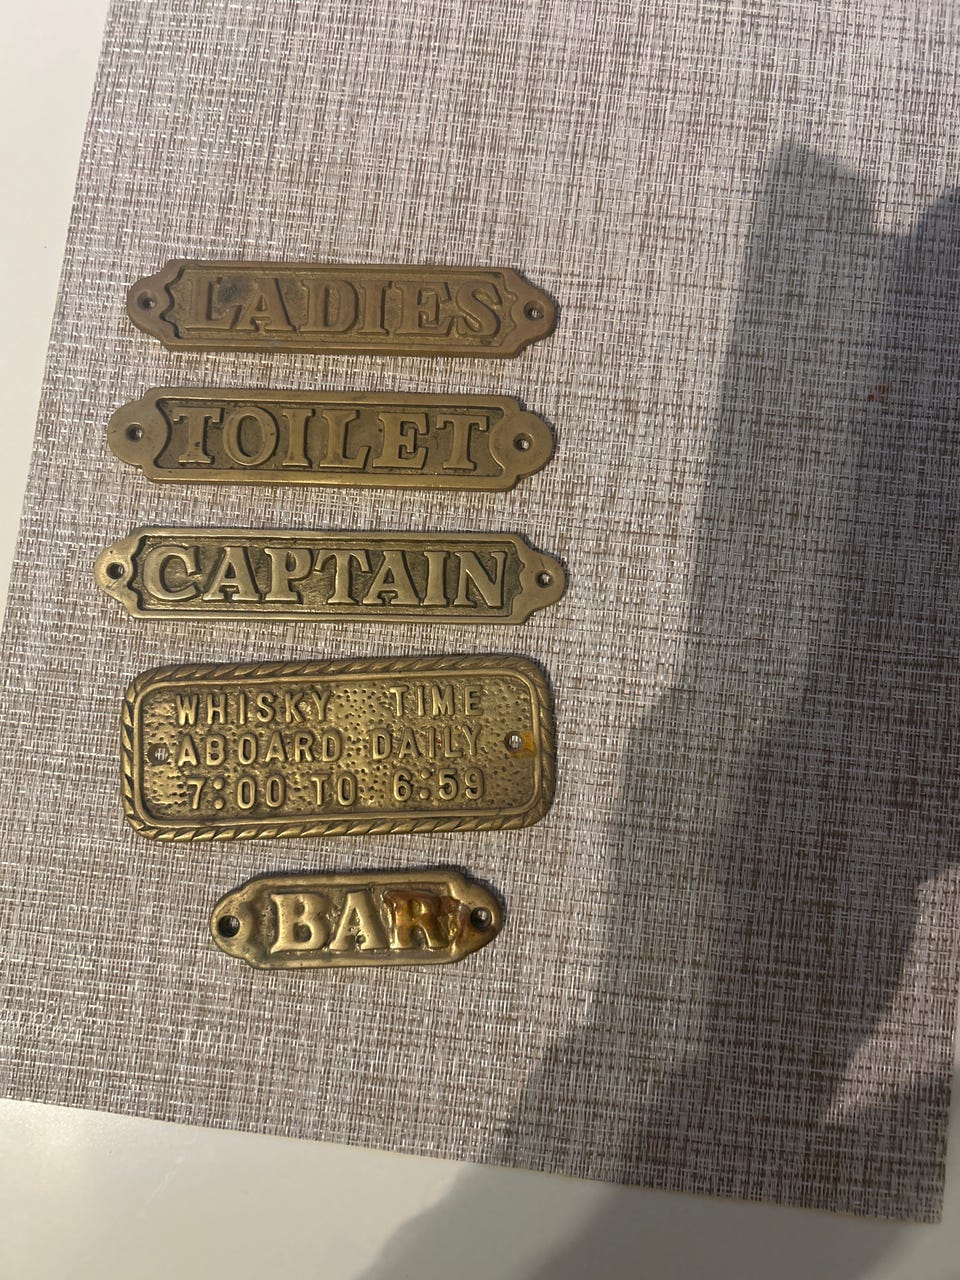 LADIES
TOILET
CAPTAIN
WHISKY TIME
ABOARD DAILY
7:00 TO 6:59
BAR